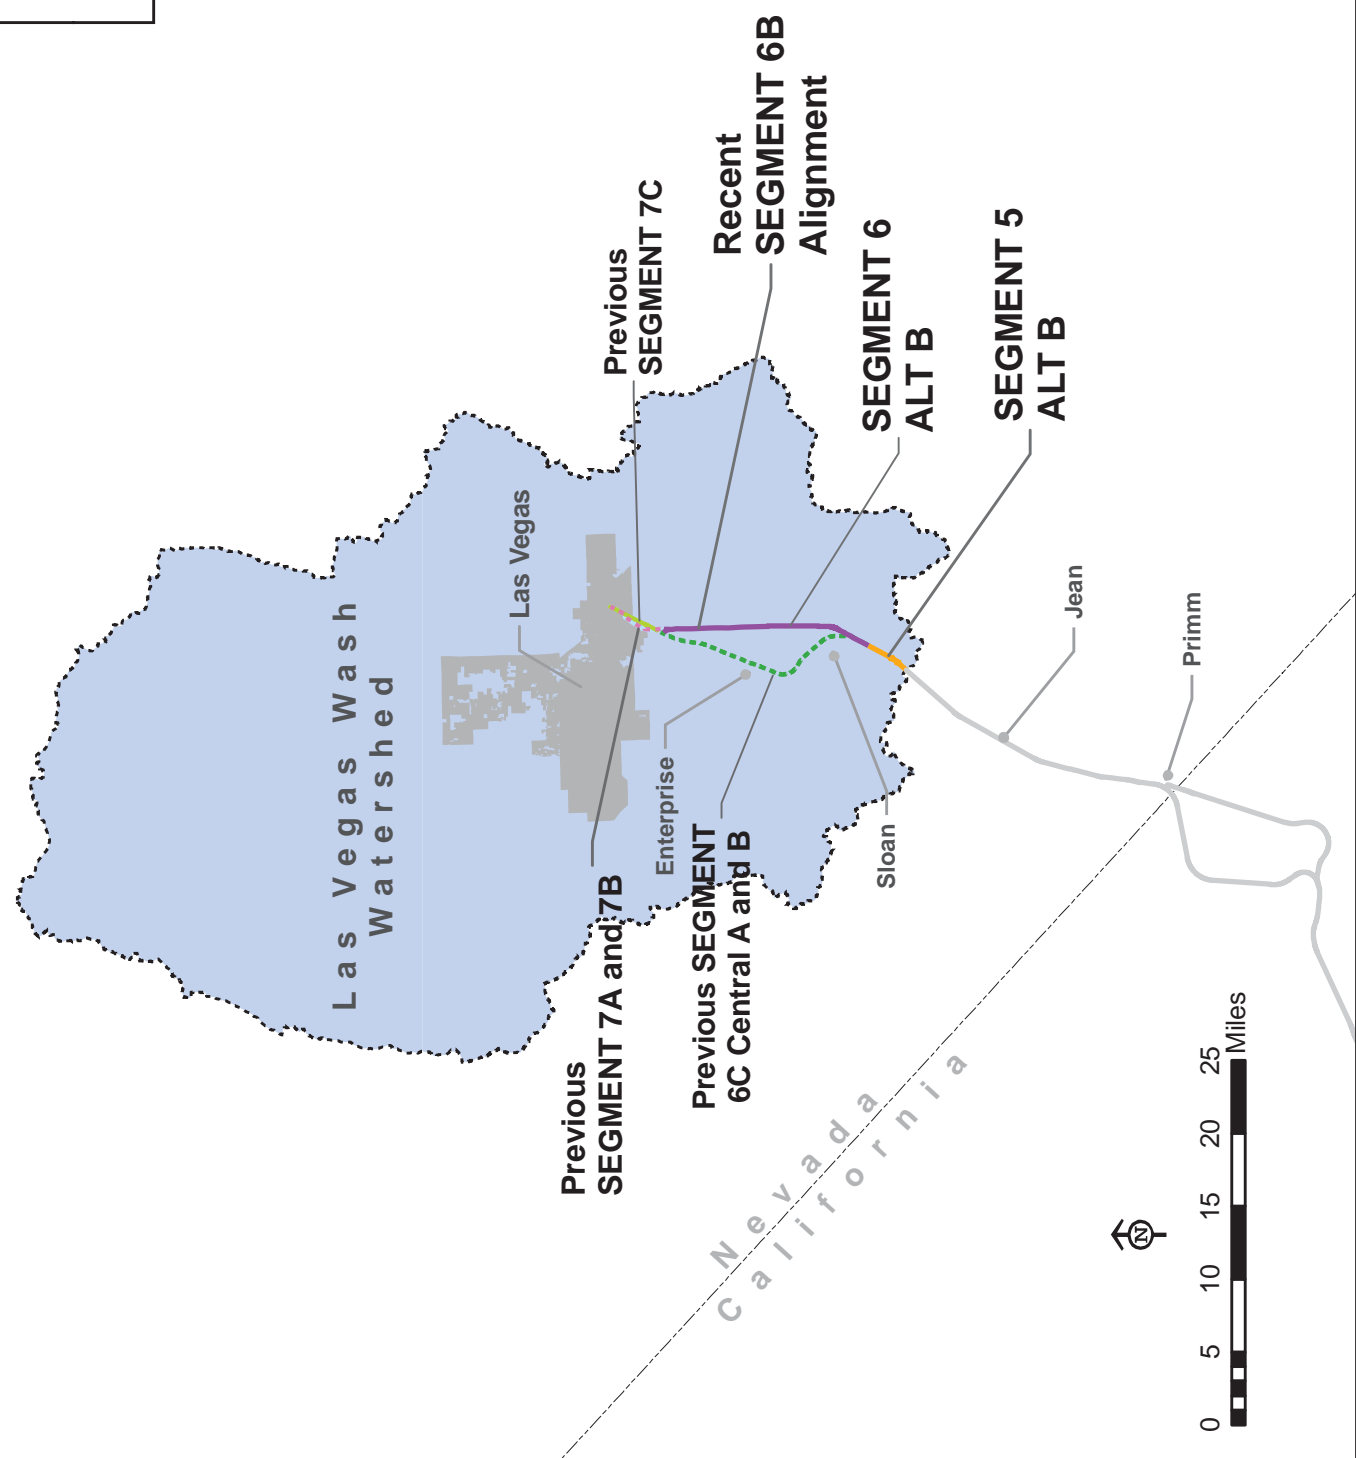 Las Vegas Wash
Watershed
Las Vegas
Previous
SEGMENT 7C
Recent
SEGMENT 6B
Alignment
SEGMENT 6
ALT B
SEGMENT 5
ALT B
Previous
SEGMENT 7A and 7B
Enterprise
Previous SEGMENT
6C Central A and B
Sloan
Jean
Primm
Nevada
California
N
0 5 10 15 20 25
Miles